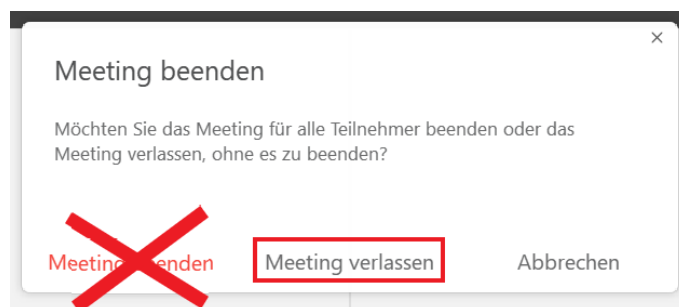 Meeting beenden
Möchten Sie das Meeting für alle Teilnehmer beenden oder das
Meeting verlassen, ohne es zu beenden?
Meeting beenden Meeting verlassen Abbrechen